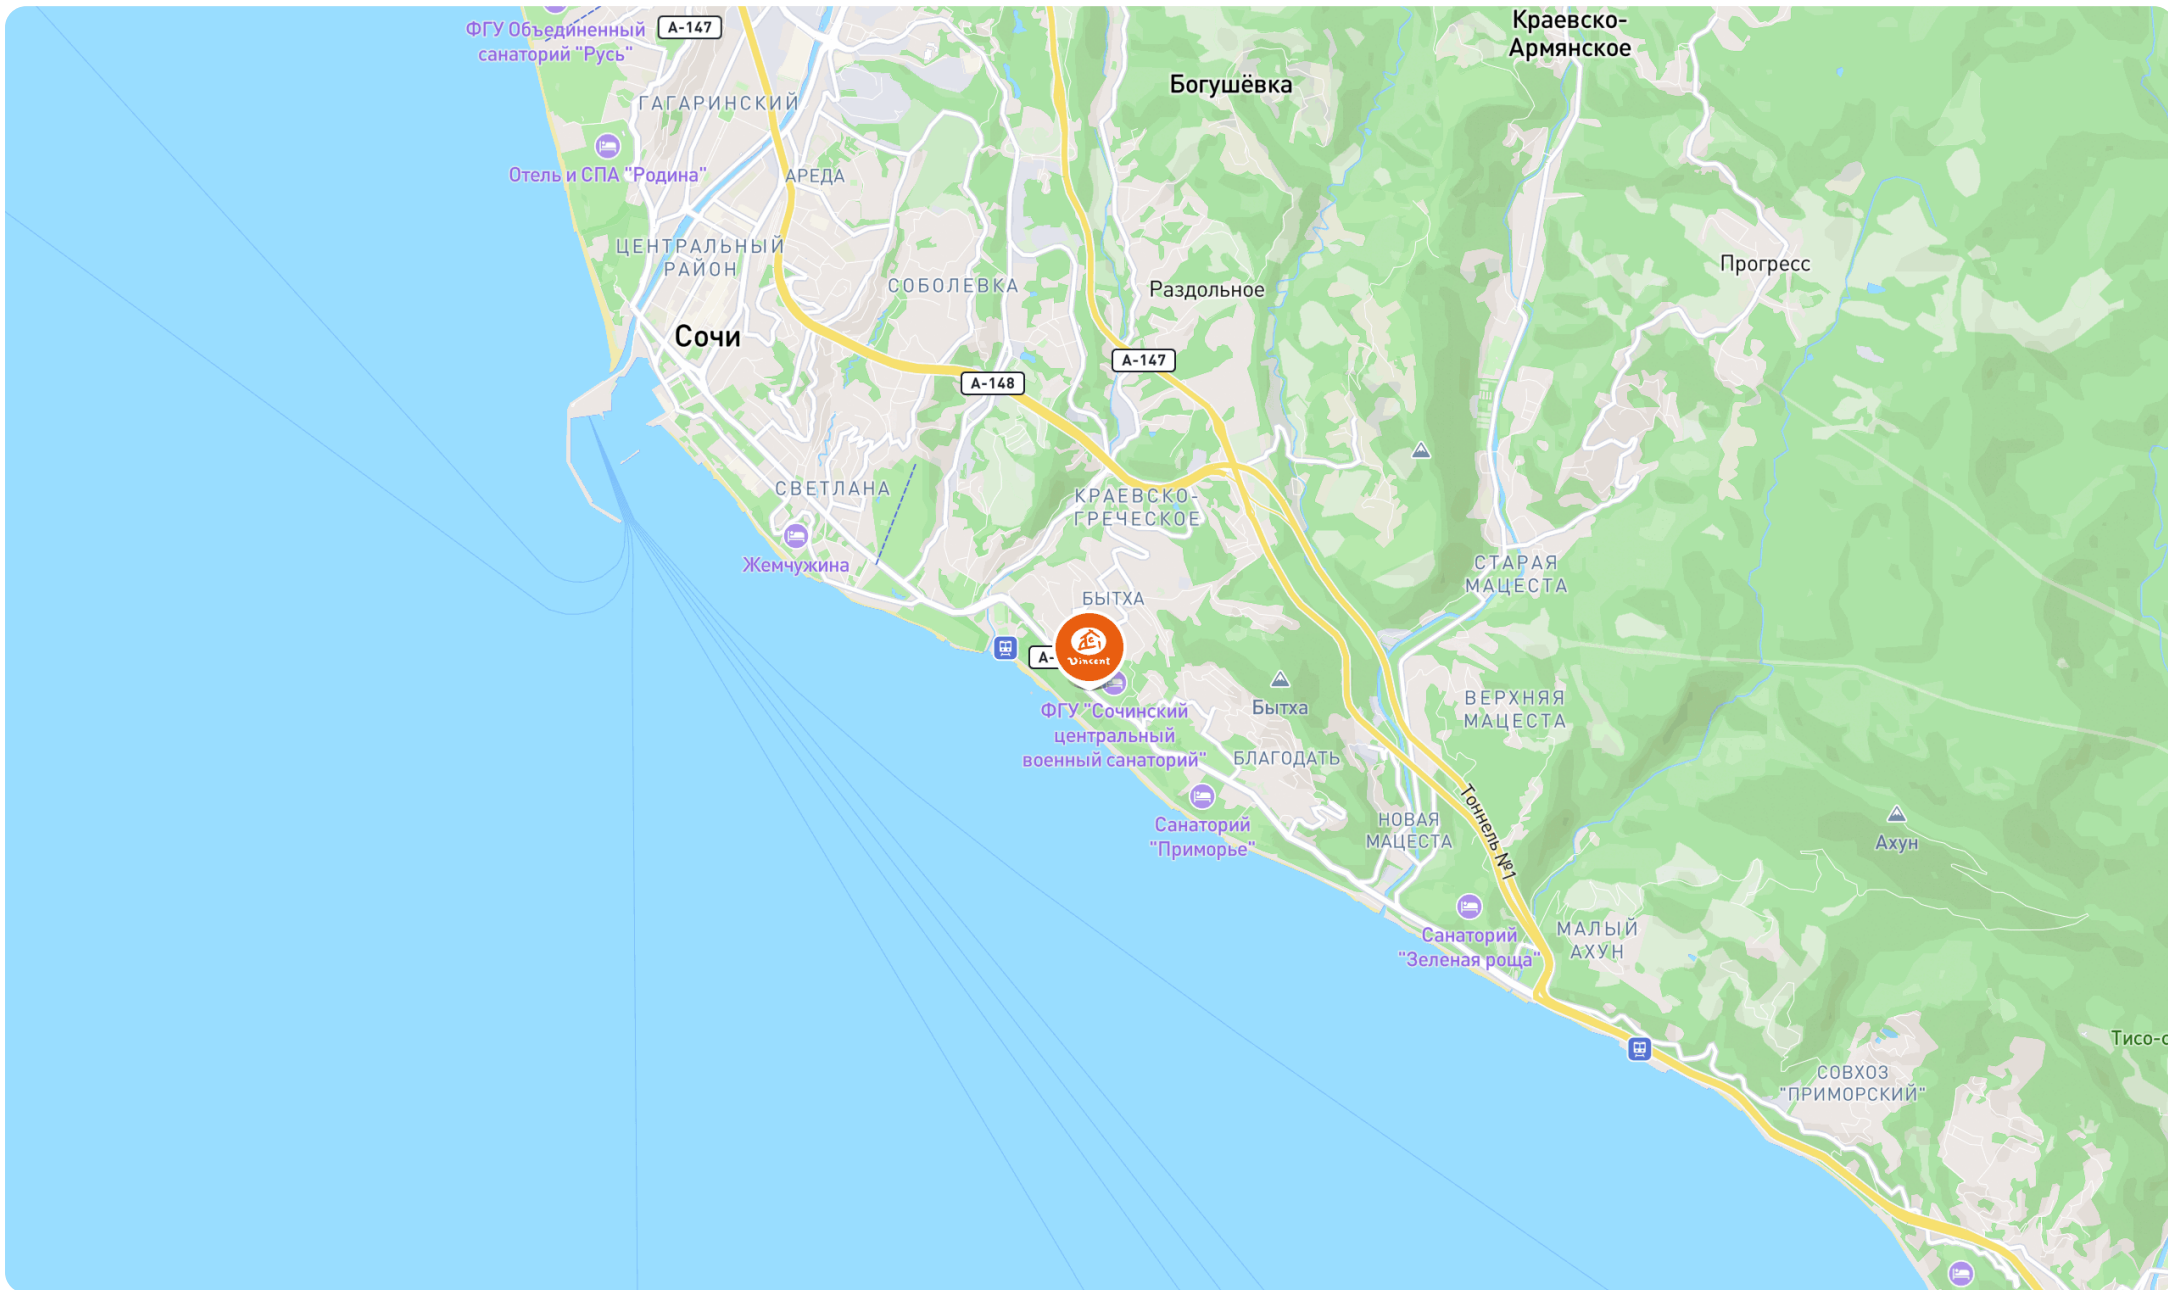 ФГУ Объединенный
санаторий "Русь"
А-147
Краевско-
Армянское
Богушёвка
ГАГАРИНСКИЙ
Отель и СПА "Родина"
АРЕДА
ЦЕНТРАЛЬНЫЙ
РАЙОН
СОБОЛЕВКА
Раздольное
Прогресс
Сочи
А-147
А-148
СВЕТЛАНА
КРАЕВСКО-
ГРЕЧЕСКОЕ
Жемчужина
СТАРАЯ
МАЦЕСТА
БЫТХА
А-
Vincent
ФГУ "Сочинский
центральный
военный санаторий"
Бытха
ВЕРХНЯЯ
МАЦЕСТА
БЛАГОДАТЬ
Тоннель №1
Санаторий
"Приморье"
НОВАЯ
МАЦЕСТА
Ахун
Санаторий
"Зеленая роща"
МАЛЫЙ
АХУН
Тисо-с
СОВХОЗ
"ПРИМОРСКИЙ"